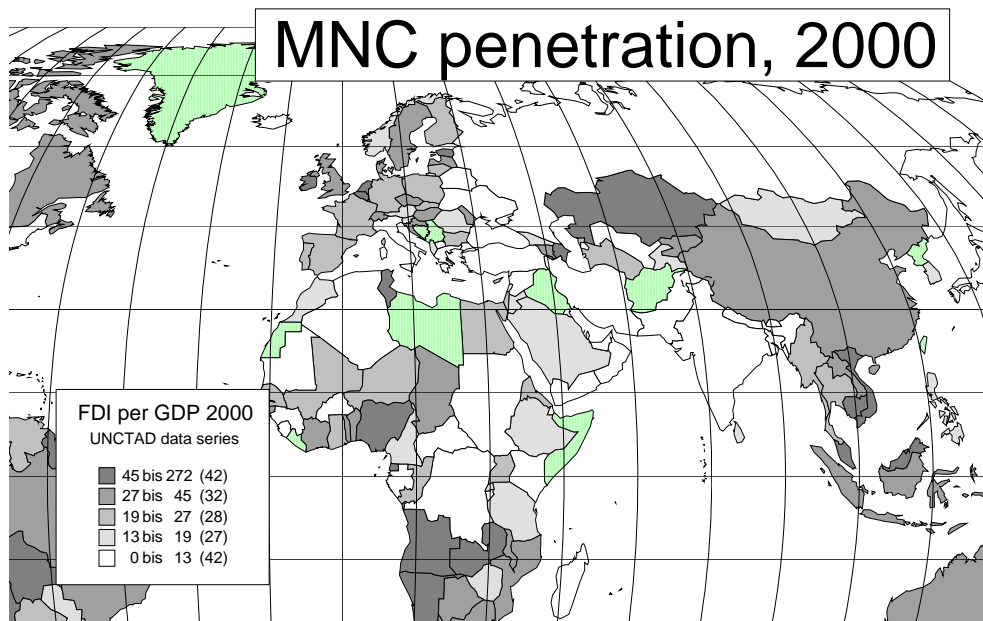 MNC penetration, 2000
FDI per GDP 2000
UNCTAD data series
45 bis 272 (42)
27 bis 45 (32)
19 bis 27 (28)
13 bis 19 (27)
0 bis 13 (42)